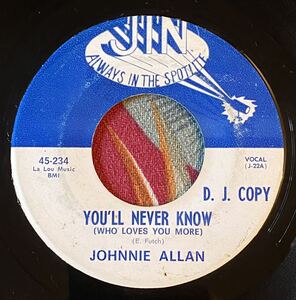 JIN
ALWAYS IN THE SPOTLITE
45-234
La Lou Music
BMI
VOCAL
(J-22A)
D. J. COPY
YOU'LL NEVER KNOW
(WHO LOVES YOU MORE)
(E. Futch)
JOHNNIE ALLAN